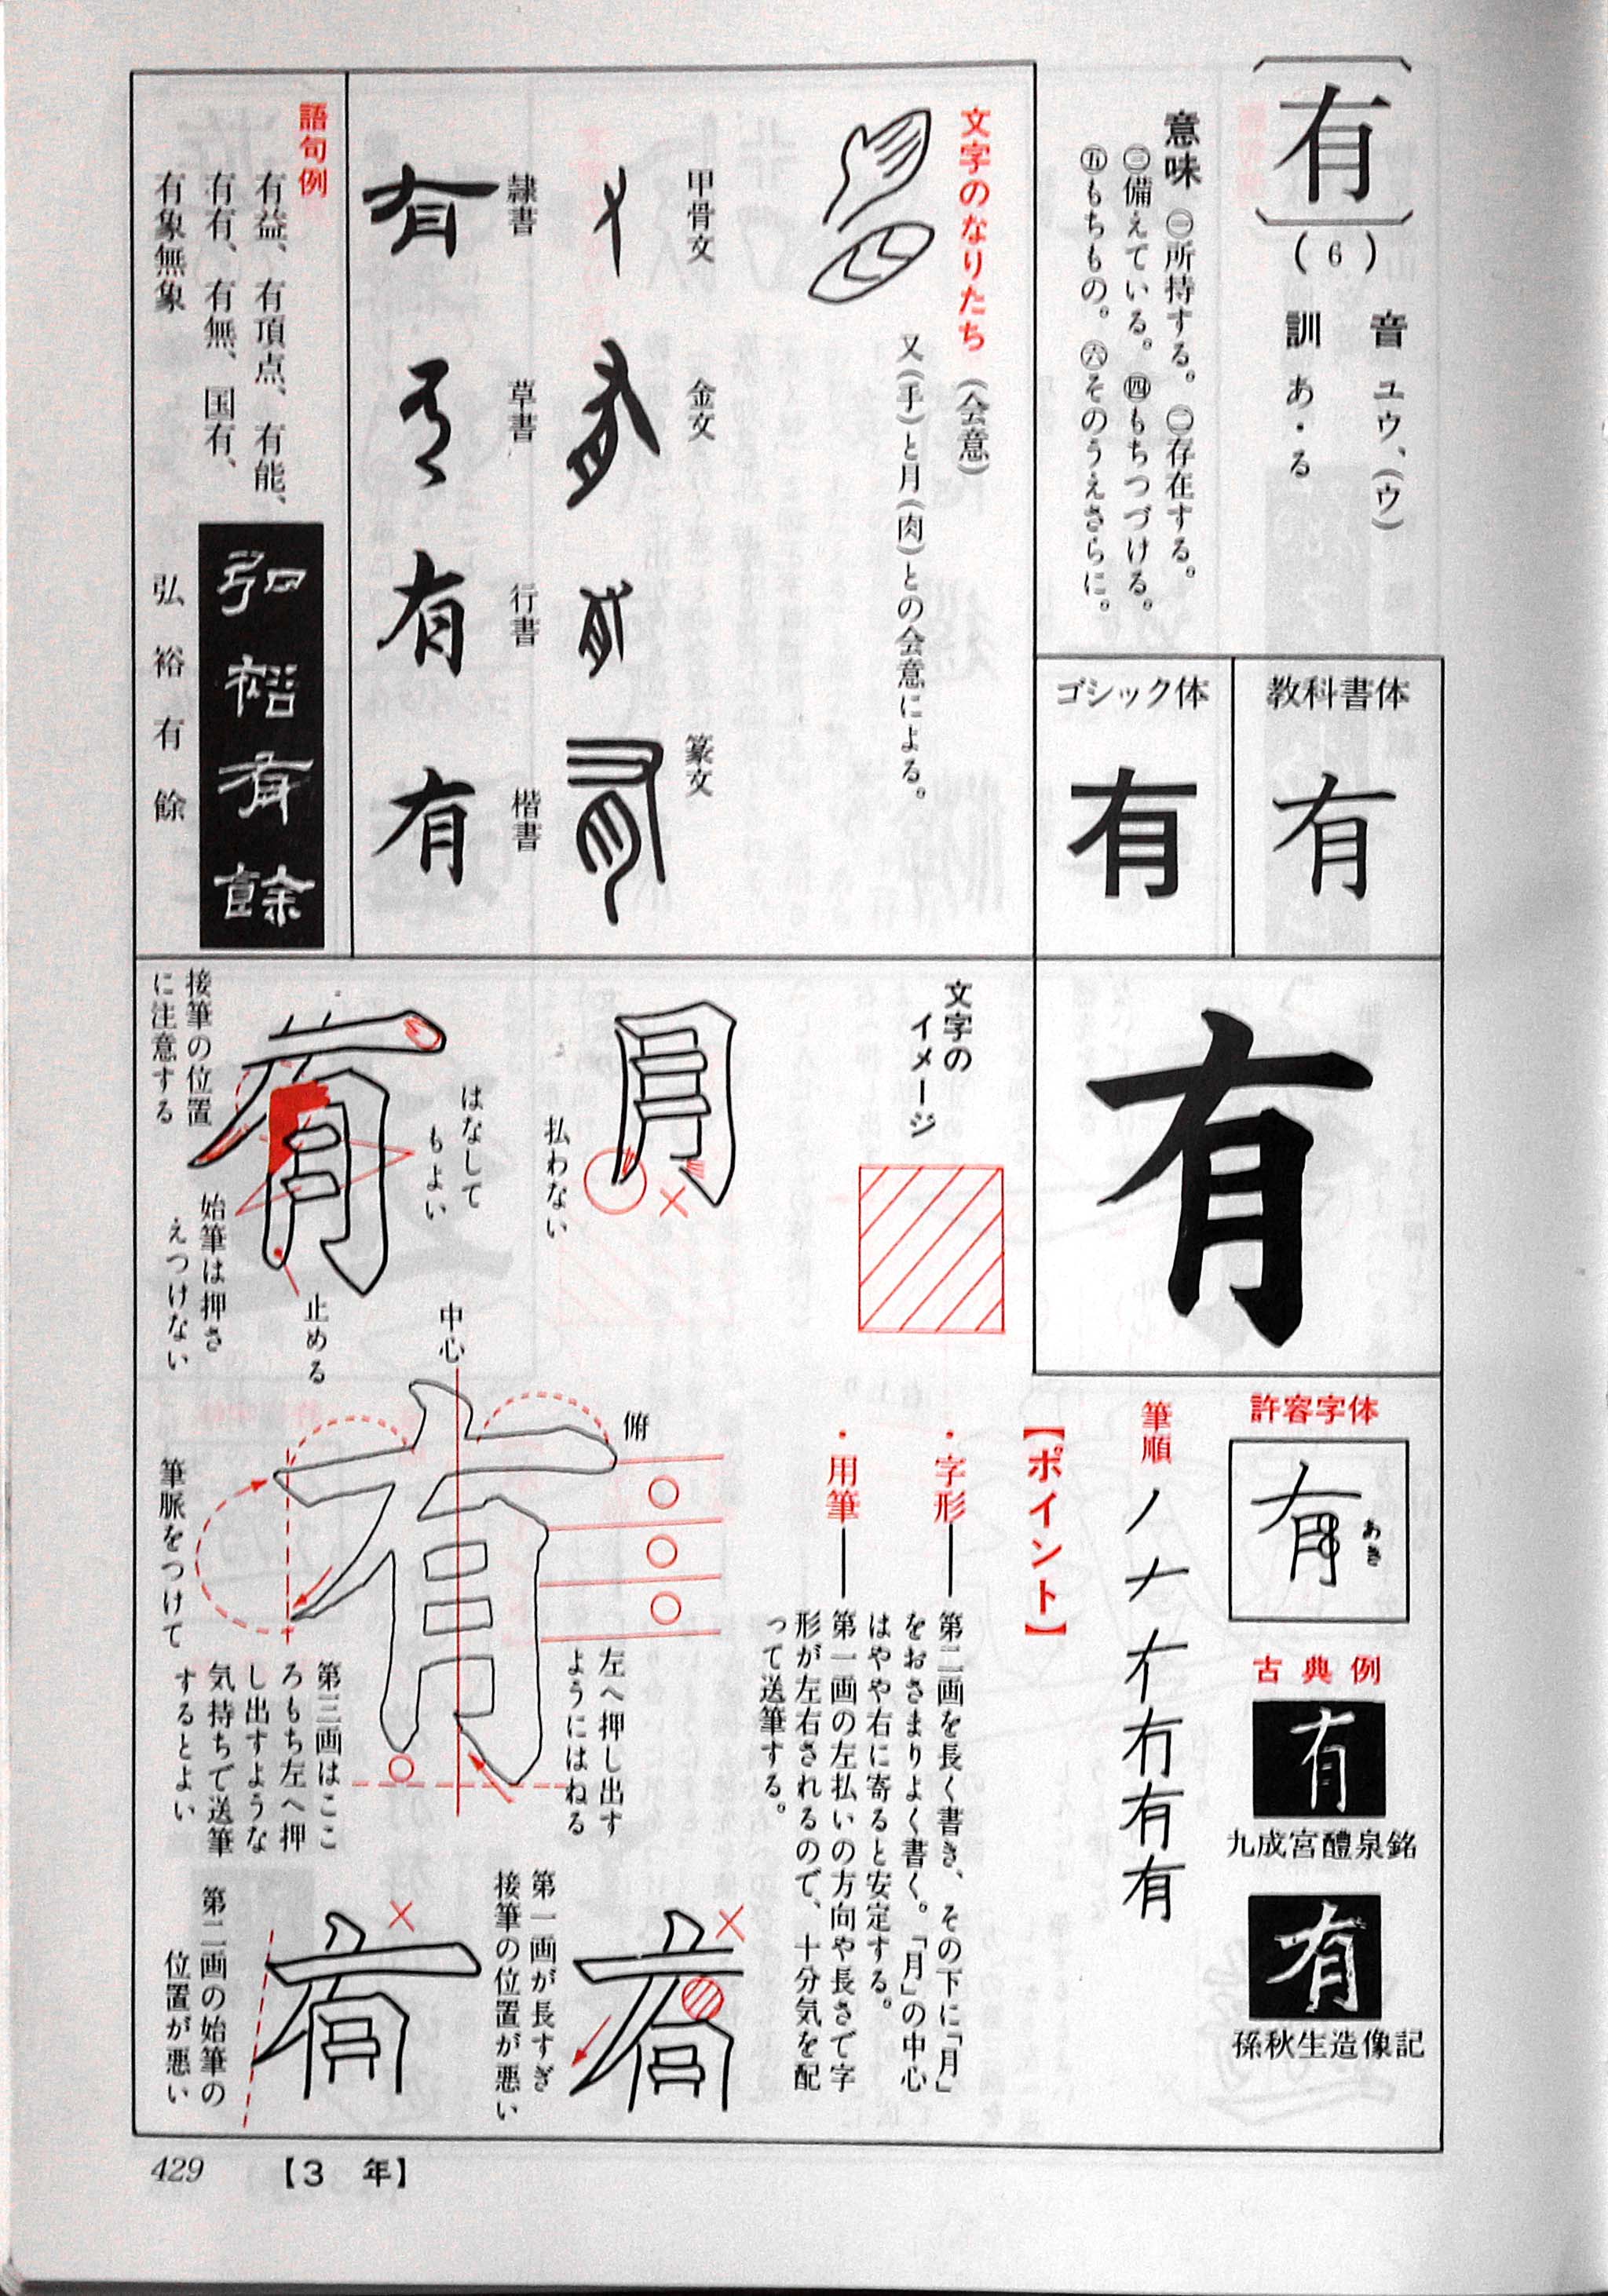 有
(6)
音 ユウ、(ウ)
訓 あ・る
意味 ㊀所持する。㊁存在する。
㊂備えている。㊃もちつづける。
㊄もちもの。㊅そのうえさらに。
教科書体
有
ゴシック体
有
文字のなりたち (会意)
又(手)と月(肉)との会意による。
甲骨文
金文
篆文
隷書
有
草書
有
行書
有
楷書
有
語句例
有益、有頂点、有能、
有有、有無、国有、
有象無象
弘裕有餘
弘裕有餘
有
許容字体
有
古典例
有
九成宮醴泉銘
有
孫秋生造像記
筆順
ノナ冇有有
【ポイント】
・字形――第二画を長く書き、その下に「月」
をおさまりよく書く。「月」の中心
はやや右に寄ると安定する。
・用筆――第一画の左払いの方向や長さで字
形が左右されるので、十分気を配
って送筆する。
文字の
イメージ
月
払わない
はなして
もよい
有
接筆の位置
に注意する
始筆は押さ
えつけない
止める
中心
俯
有
筆脈をつけて
左へ押し出す
ようにはねる
第三画はここ
ろもち左へ押
し出すような
気持ちで送筆
するとよい
有
第一画が長すぎ
接筆の位置が悪い
有
第二画の始筆の
位置が悪い
429 【3 年】